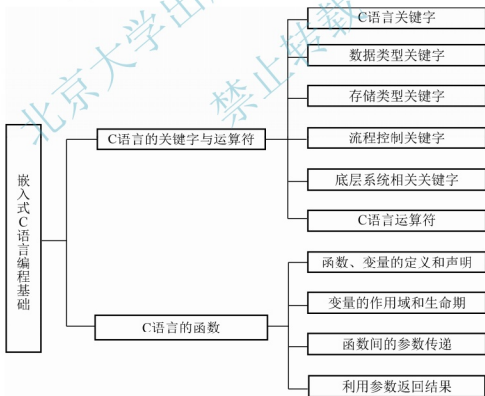 嵌入式C语言编程基础
C语言的关键字与运算符
C语言关键字
数据类型关键字
存储类型关键字
流程控制关键字
底层系统相关关键字
C语言运算符
C语言的函数
函数、变量的定义和声明
变量的作用域和生命期
函数间的参数传递
利用参数返回结果
北京大学出
禁止转载